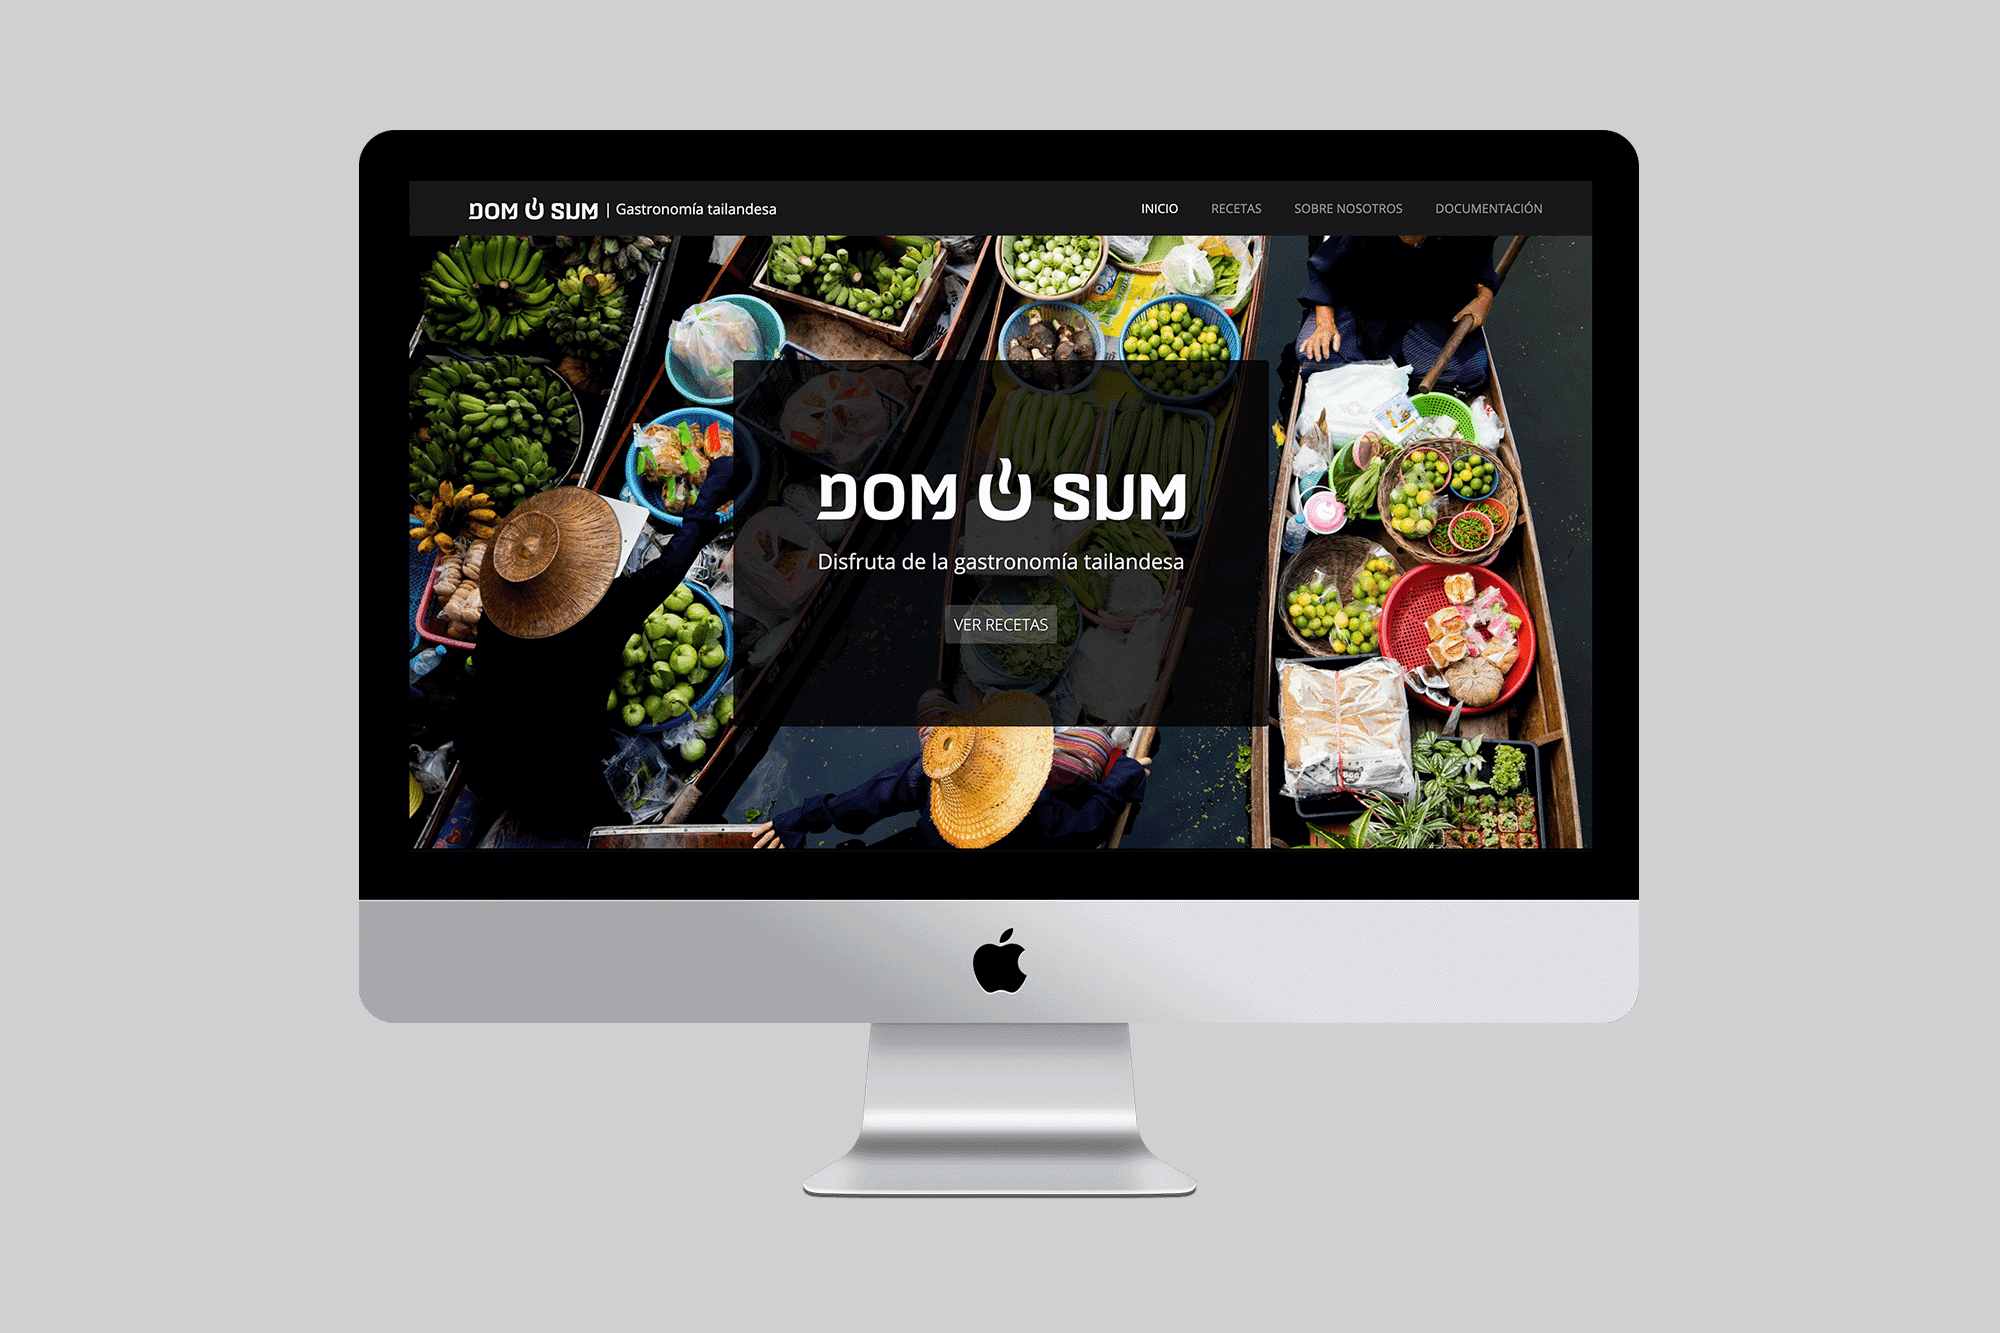 DOM SUM | Gastronomía tailandesa
INICIO RECETAS SOBRE NOSOTROS DOCUMENTACIÓN
DOM SUM
Disfruta de la gastronomía tailandesa
VER RECETAS